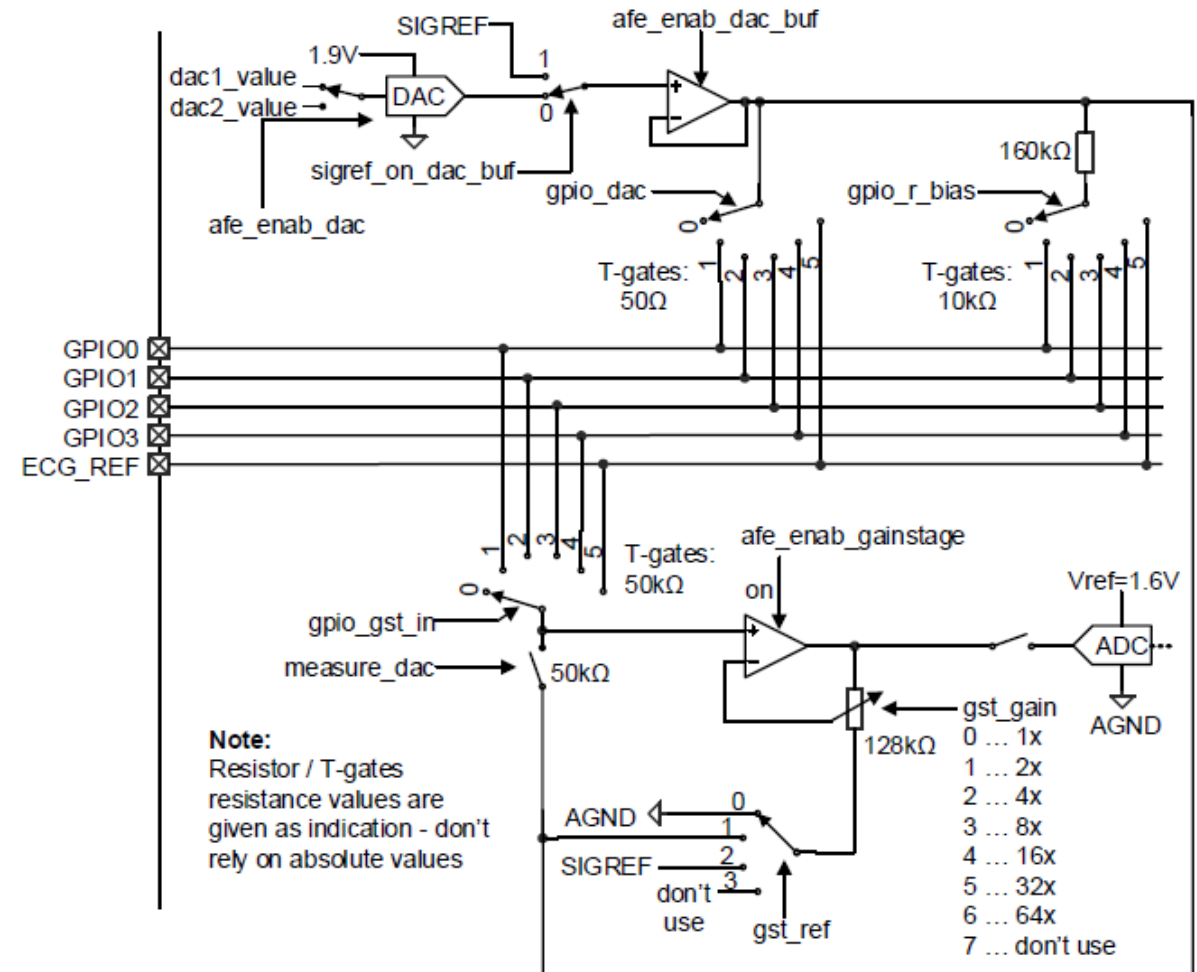 SIGREF
afe_enab_dac_buf
1.9V
1
dac1_value
dac2_value
DAC
0
+
-
sigref_on_dac_buf
afe_enab_dac
160kΩ
gpio_dac
gpio_r_bias
0
0
T-gates:
50Ω
1
2
3
4
5
T-gates:
10kΩ
1
2
3
4
5
GPIO0
GPIO1
GPIO2
GPIO3
ECG_REF
1
2
3
4
5
T-gates:
50kΩ
0
gpio_gst_in
measure_dac
50kΩ
afe_enab_gainstage
on
+
-
Vref=1.6V
ADC
AGND
gst_gain
0 ... 1x
1 ... 2x
2 ... 4x
3 ... 8x
4 ... 16x
5 ... 32x
6 ... 64x
7 ... don't use
128kΩ
Note:
Resistor / T-gates
resistance values are
given as indication - don't
rely on absolute values
AGND
0
1
SIGREF
2
don't
use
3
gst_ref